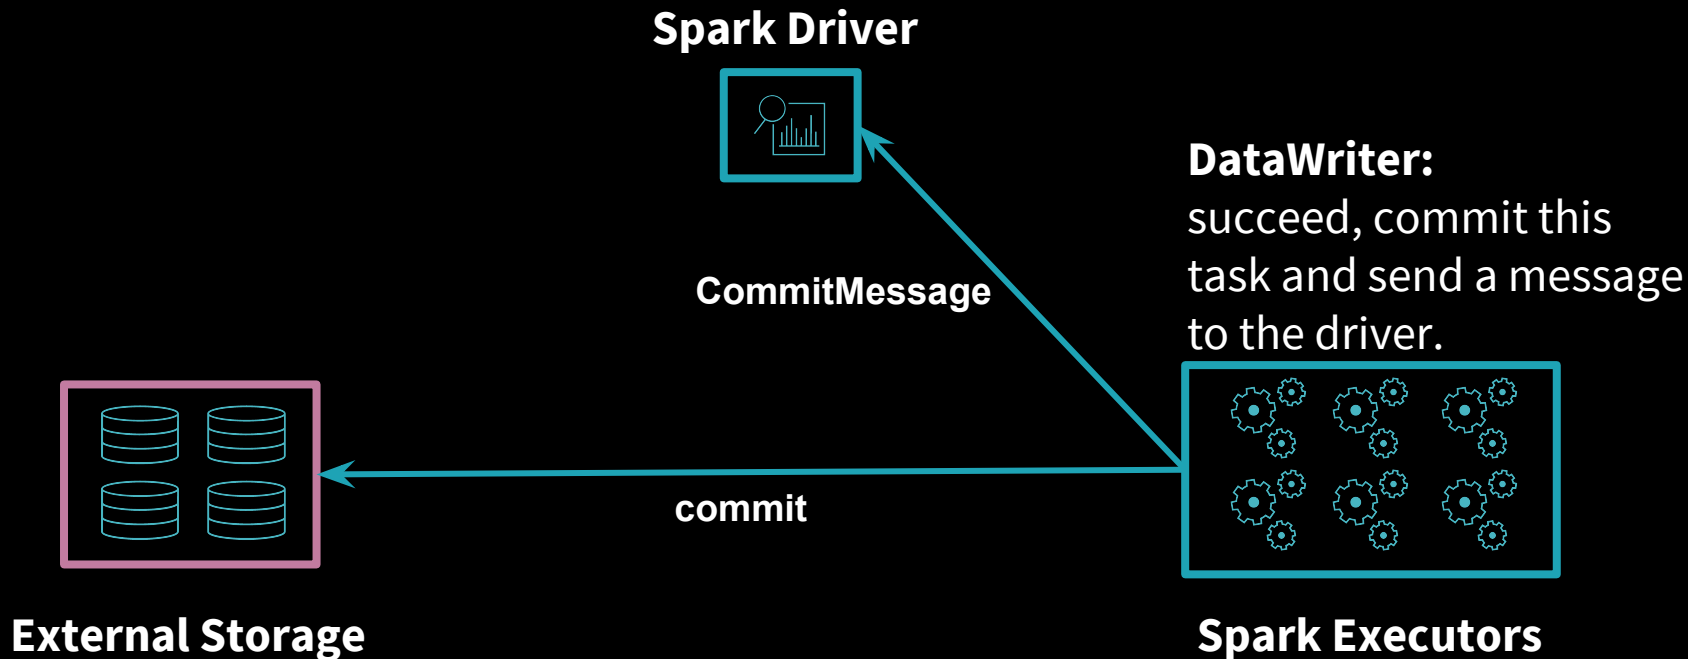 Spark Driver
DataWriter:
succeed, commit this
task and send a message
to the driver.
CommitMessage
commit
External Storage
Spark Executors